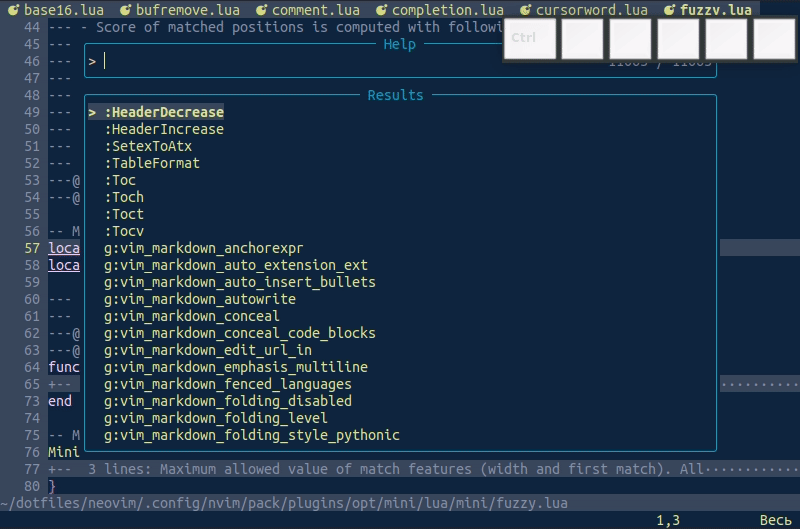 base16.lua bufremove.lua comment.lua completion.lua cursorword.lua fuzzy.lua
44 --- - Score of matched positions is computed with followi
Ctrl
45 --- Help
46 --- > 11005 / 11005
47 ---
48 --- Results
49 --- > :HeaderDecrease
50 --- :HeaderIncrease
51 --- :SetexToAtx
52 --- :TableFormat
53 ---@ :Toc
54 ---@ :Toch
55 :Toct
56 -- M :Tocv
57 loca g:vim_markdown_anchorexpr
58 loca g:vim_markdown_auto_extension_ext
59 g:vim_markdown_auto_insert_bullets
60 --- g:vim_markdown_autowrite
61 --- g:vim_markdown_conceal
62 ---@ g:vim_markdown_conceal_code_blocks
63 ---@ g:vim_markdown_edit_url_in
64 func g:vim_markdown_emphasis_multiline
65 +-- g:vim_markdown_fenced_languages ··········
73 end g:vim_markdown_folding_disabled
74 g:vim_markdown_folding_level
75 -- M g:vim_markdown_folding_style_pythonic
76 Mini
77 +-- 3 lines: Maximum allowed value of match features (width and first match). All············
80 }
~/dotfiles/neovim/.config/nvim/pack/plugins/opt/mini/lua/mini/fuzzy.lua
1,3 Весь